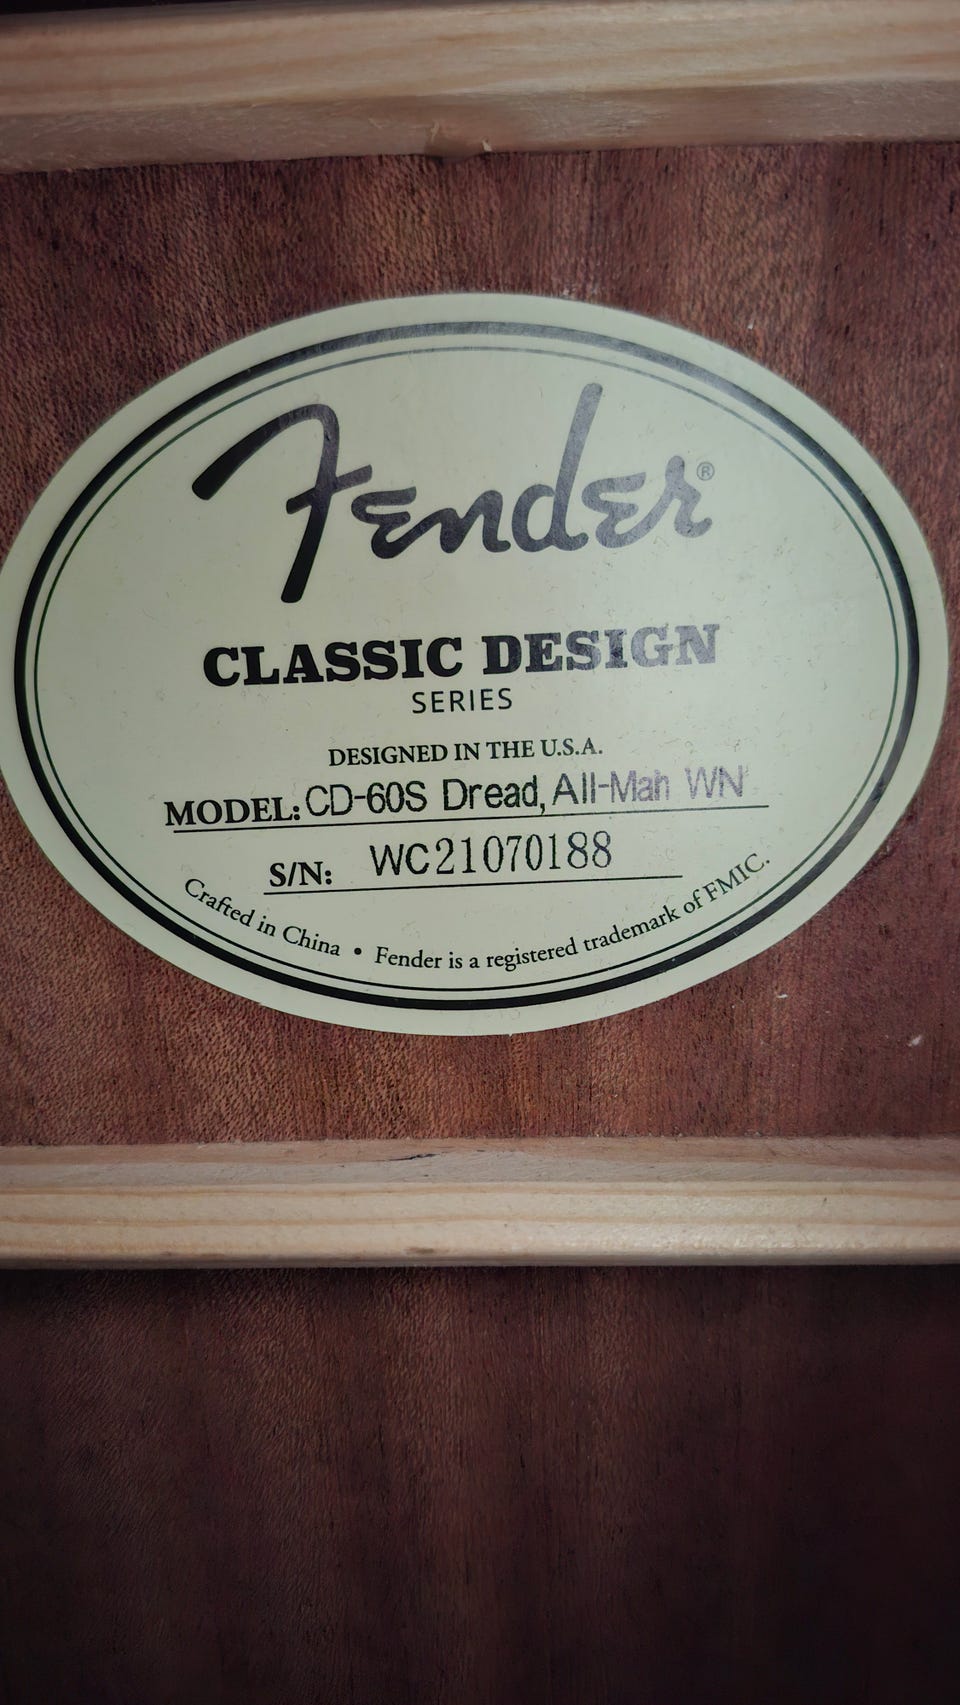 Fender®
CLASSIC DESIGN
SERIES
DESIGNED IN THE U.S.A.
MODEL: CD-60S Dread, All-Mah WN
S/N: WC21070188
Crafted in China • Fender is a registered trademark of FMIC.